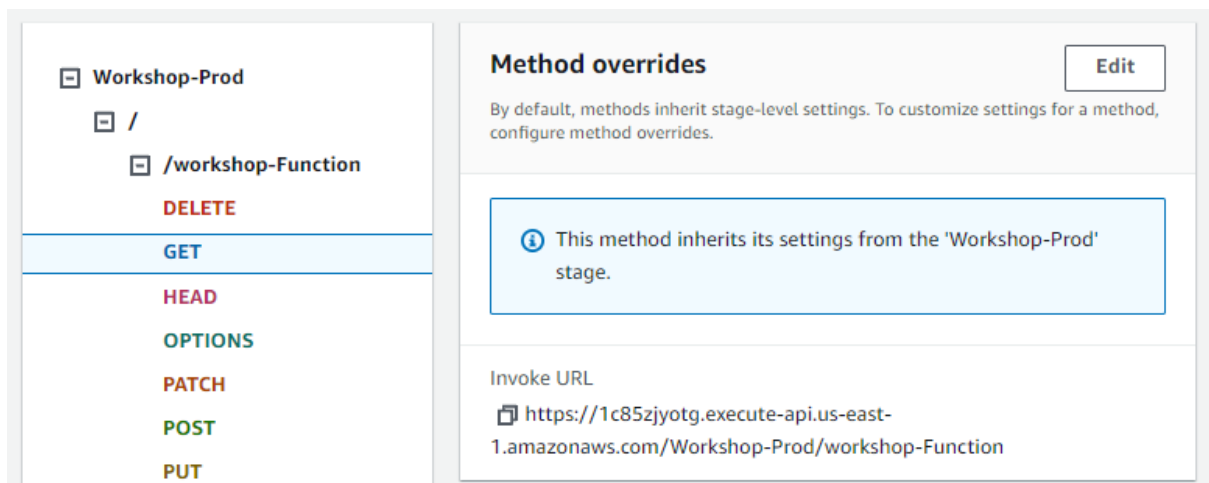 Workshop-Prod
/
/workshop-Function
DELETE
GET
HEAD
OPTIONS
PATCH
POST
PUT
Method overrides
Edit
By default, methods inherit stage-level settings. To customize settings for a method,
configure method overrides.
This method inherits its settings from the 'Workshop-Prod'
stage.
Invoke URL
https://1c85zjyotg.execute-api.us-east-
1.amazonaws.com/Workshop-Prod/workshop-Function